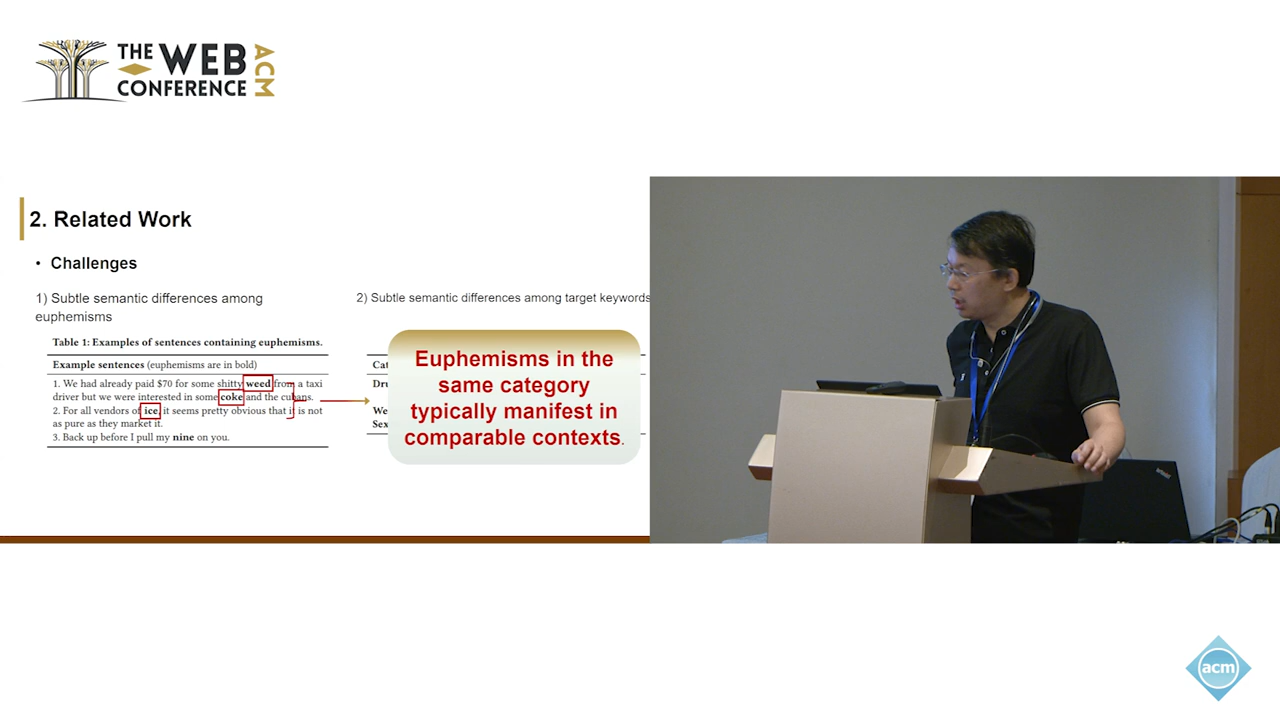 THE WEB
CONFERENCE
ACM
2. Related Work
• Challenges
1) Subtle semantic differences among
euphemisms
2) Subtle semantic differences among target keywords
Table 1: Examples of sentences containing euphemisms.
Example sentences (euphemisms are in bold)
1. We had already paid $70 for some shitty weed from a taxi
driver but we were interested in some coke and the cubans.
2. For all vendors of ice, it seems pretty obvious that it is not
as pure as they market it.
3. Back up before I pull my nine on you.
Cat
Dru
We
Sex
Euphemisms in the
same category
typically manifest in
comparable contexts.
acm